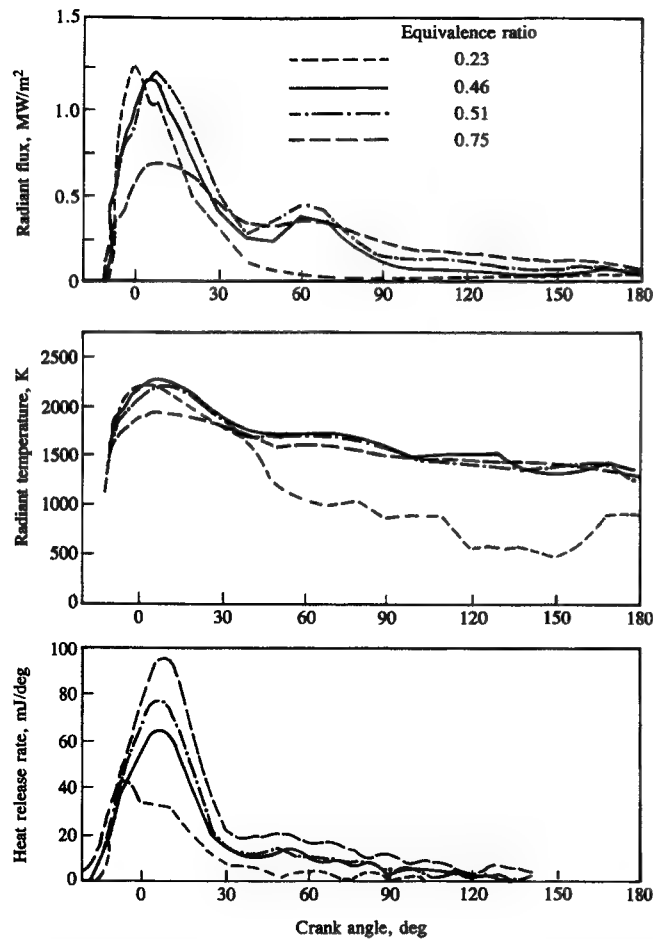 Equivalence ratio
0.23
0.46
0.51
0.75
Radiant flux, MW/m²
1.5
1.0
0.5
0
0 30 60 90 120 150 180
Radiant temperature, K
2500
2000
1500
1000
500
0
0 30 60 90 120 150 180
Heat release rate, mJ/deg
100
80
60
40
20
0
0 30 60 90 120 150 180
Crank angle, deg